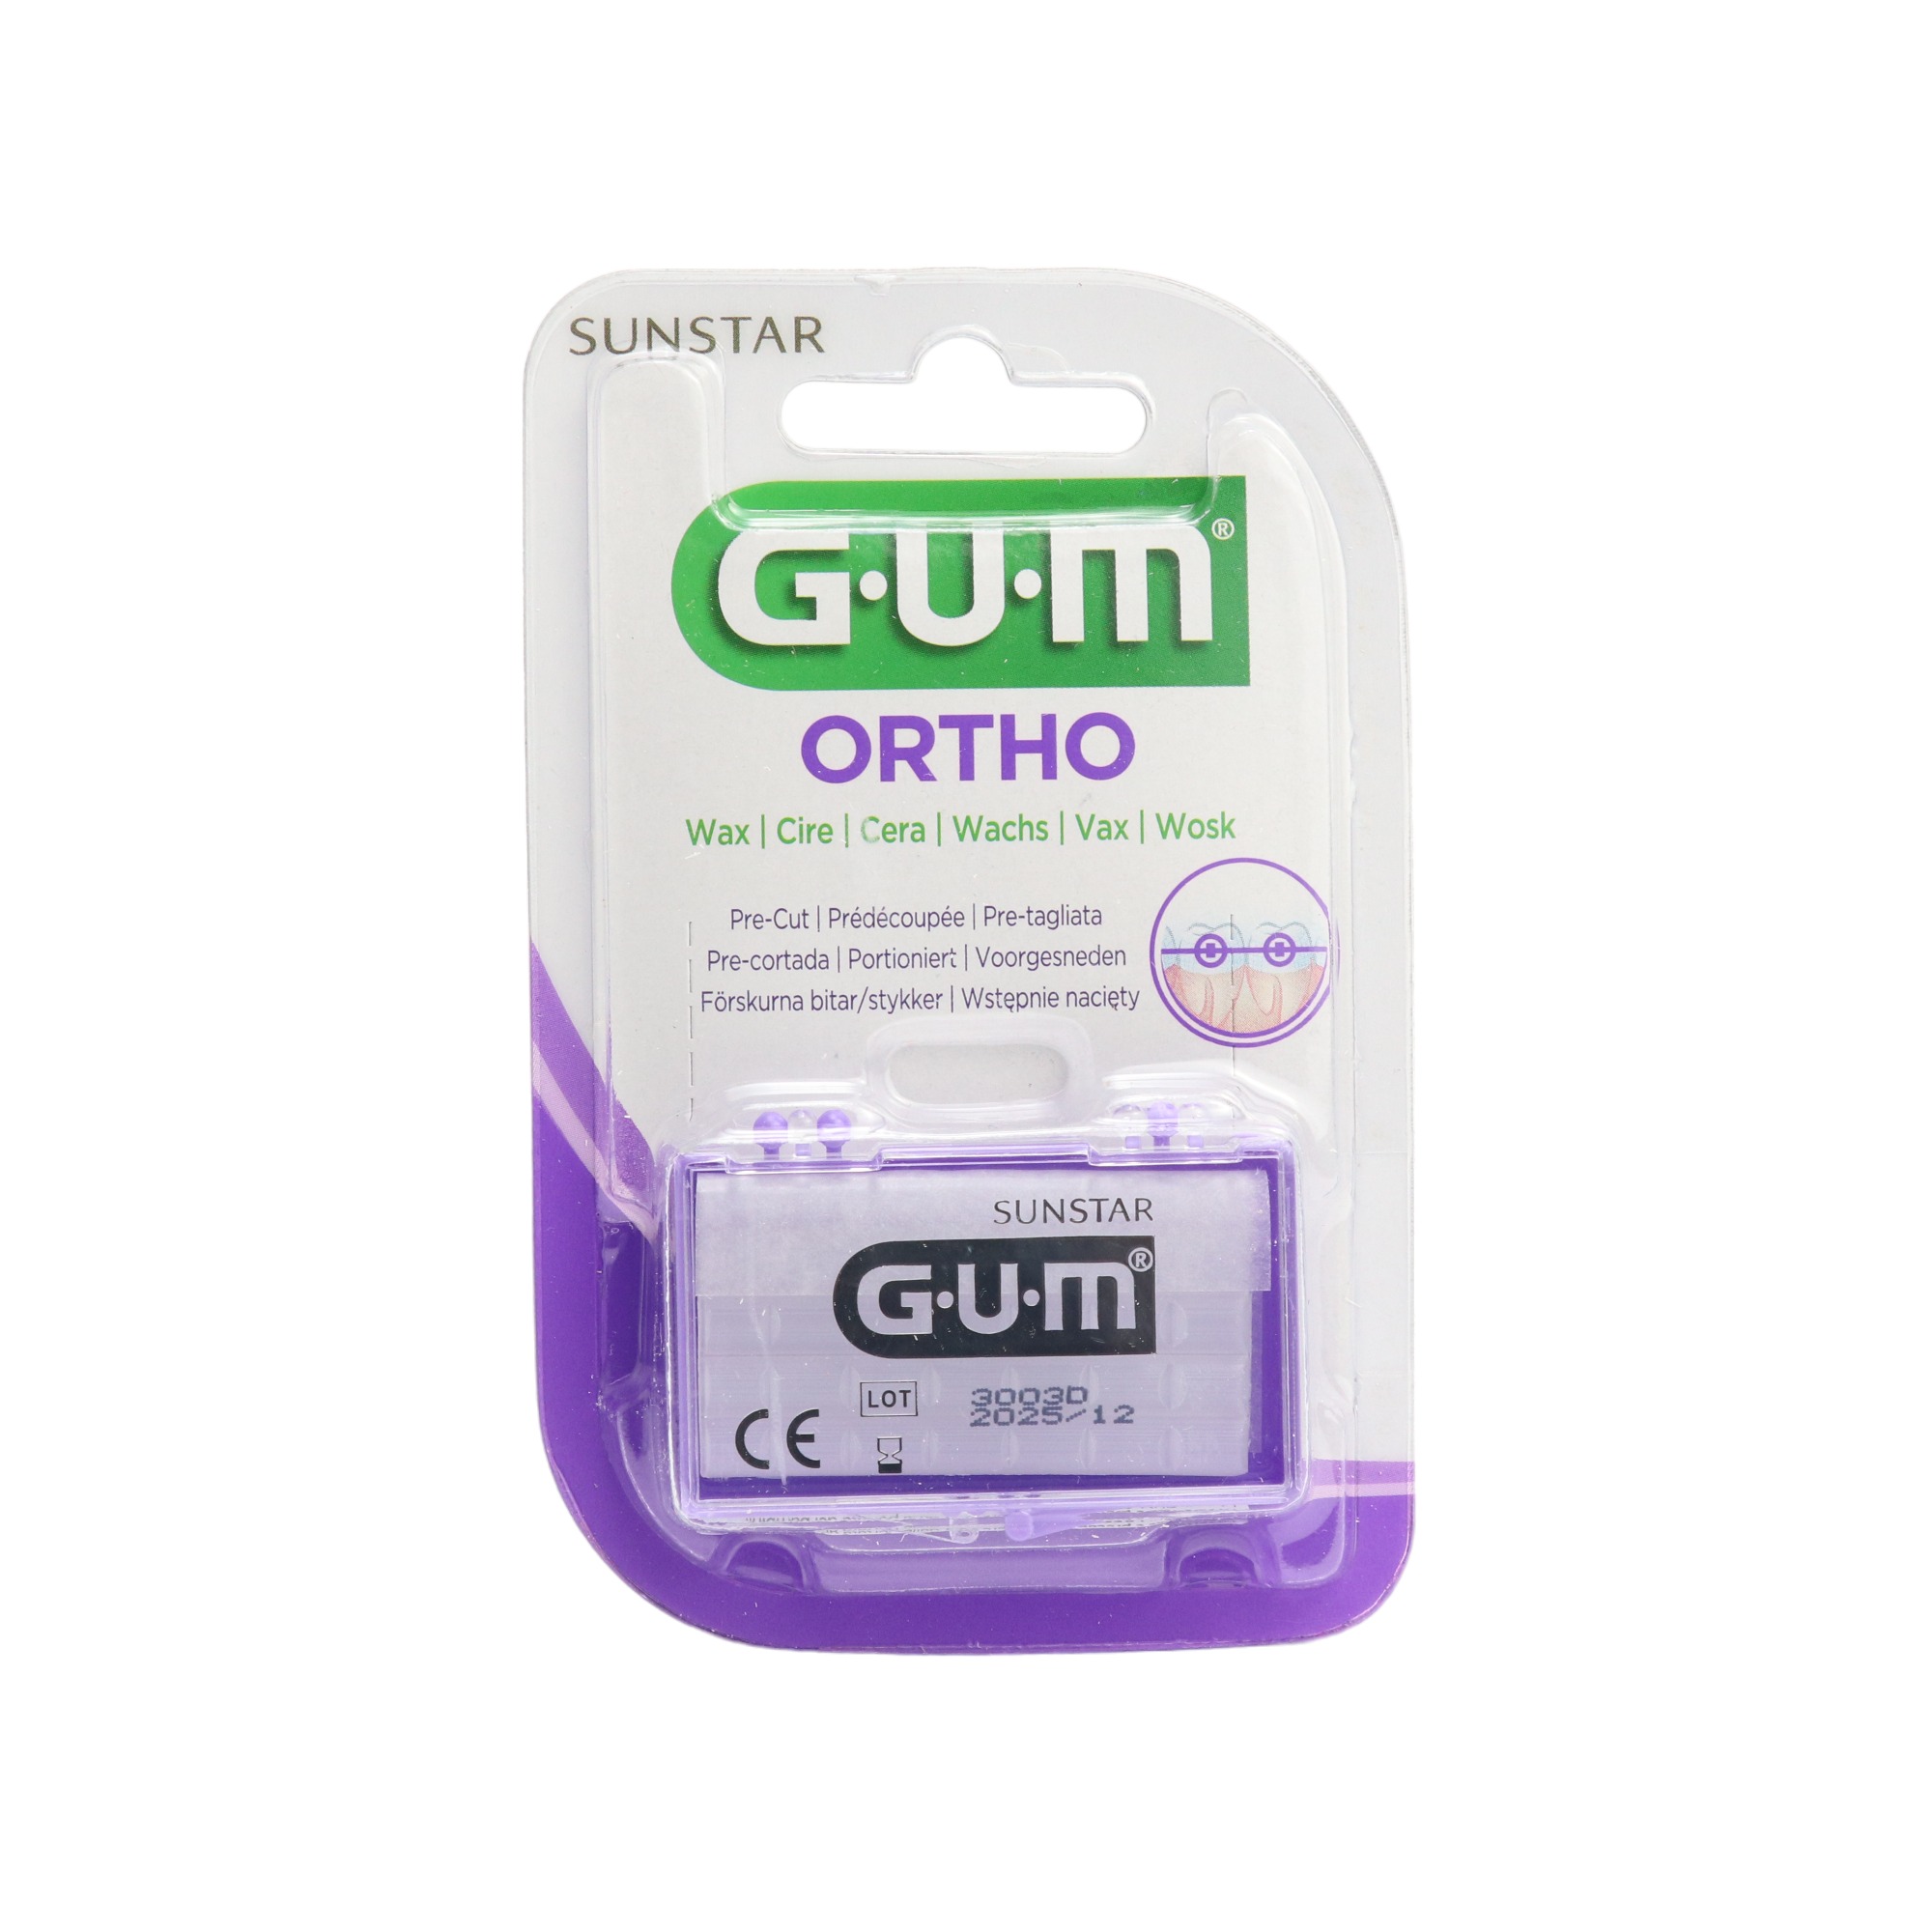 SUNSTAR
G·U·M®
ORTHO
Wax | Cire | Cera | Wachs | Vax | Wosk
Pre-Cut | Prédécoupée | Pre-tagliata
Pre-cortada | Portioniert | Voorgesneden
Förskurna bitar/stykker | Wstępnie nacięty
SUNSTAR
G·U·M®
LOT 3003D
2025/12
CE